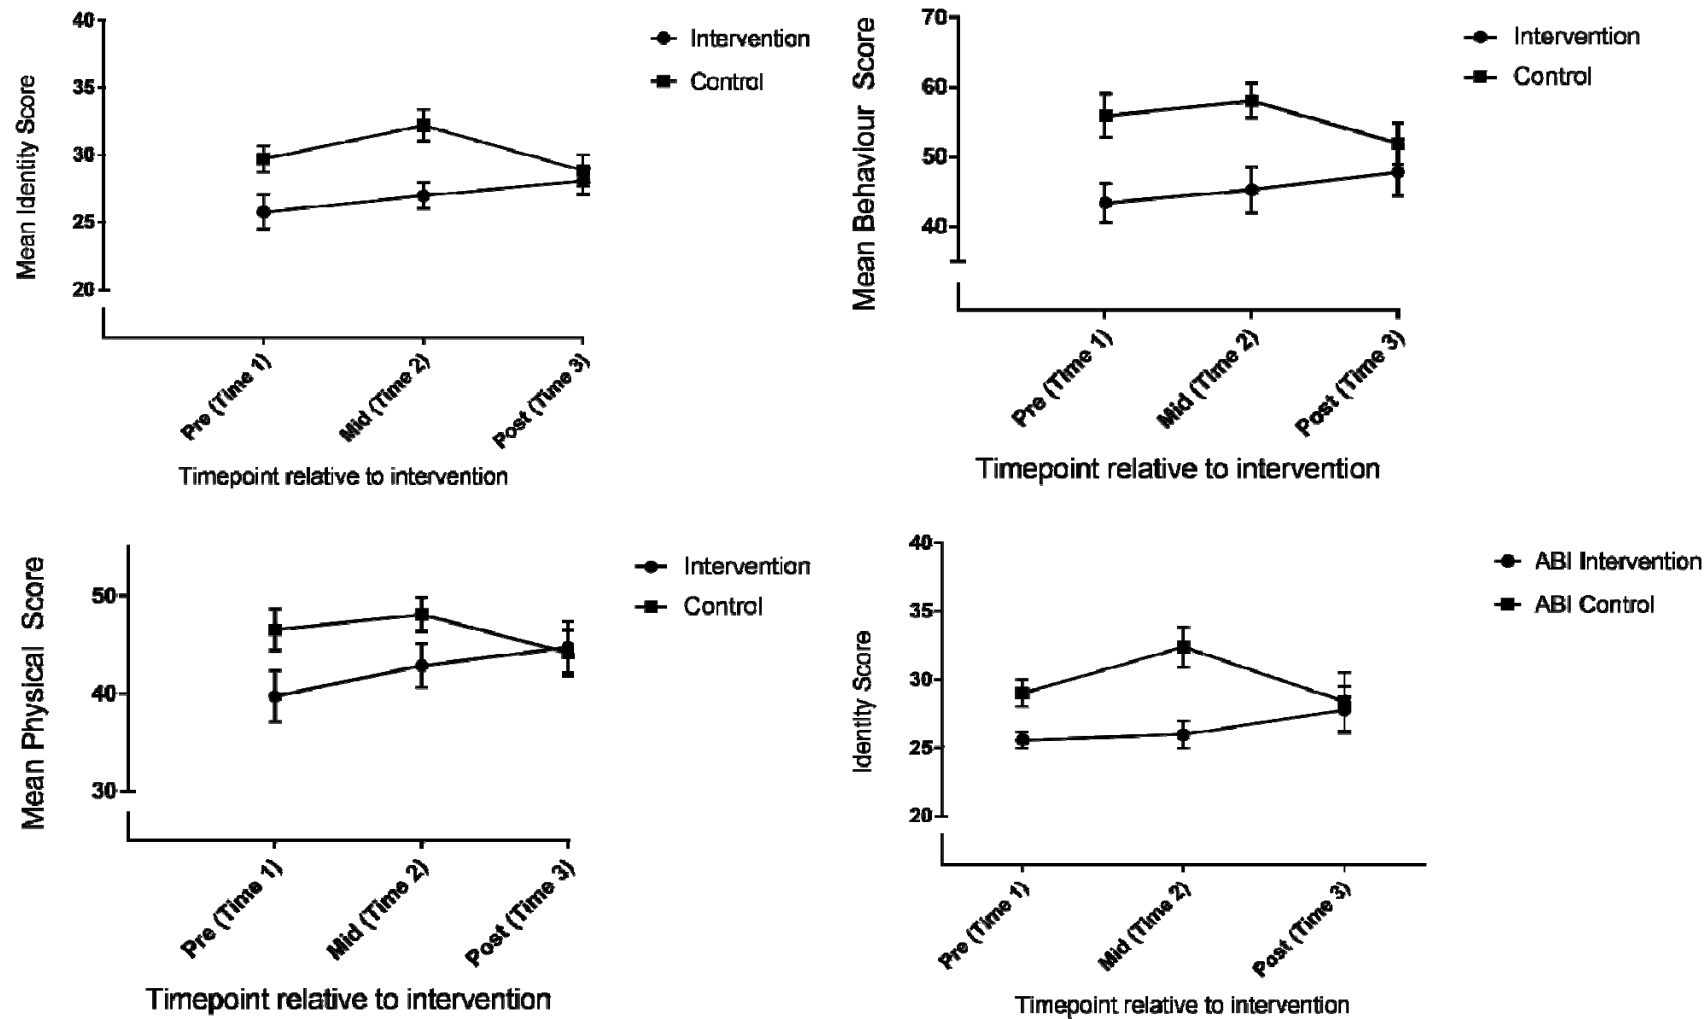 40
35
30
25
20
Mean Identity Score
Intervention
Control
Pre (Time 1)
Mid (Time 2)
Post (Time 3)
Timepoint relative to intervention
70
60
50
40
Mean Behaviour Score
Intervention
Control
Pre (Time 1)
Mid (Time 2)
Post (Time 3)
Timepoint relative to intervention
50
40
30
Mean Physical Score
Intervention
Control
Pre (Time 1)
Mid (Time 2)
Post (Time 3)
Timepoint relative to intervention
40
35
30
25
20
Identity Score
ABI Intervention
ABI Control
Pre (Time 1)
Mid (Time 2)
Post (Time 3)
Timepoint relative to intervention